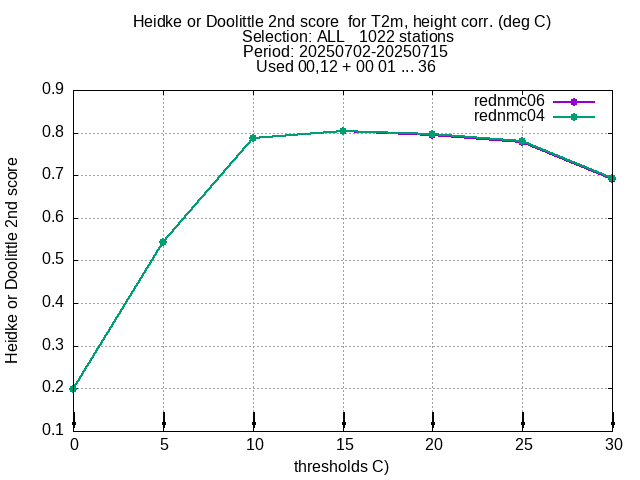 Heidke or Doolittle 2nd score  for T2m, height corr. (deg C)
Selection: ALL   1022 stations
Period: 20250702-20250715
Used 00,12 + 00 01 ... 36
rednmc06
rednmc04
Heidke or Doolittle 2nd score
0.9
0.8
0.7
0.6
0.5
0.4
0.3
0.2
0.1
0 5 10 15 20 25 30
thresholds C)